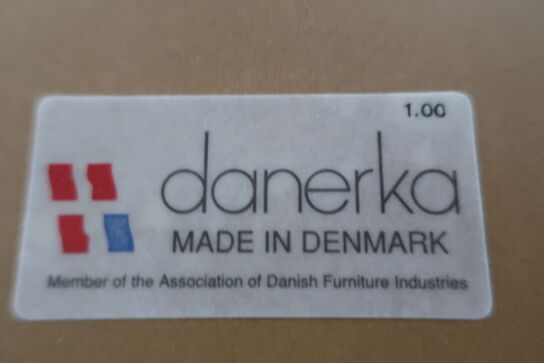 1.00
danerka
MADE IN DENMARK
Member of the Association of Danish Furniture Industries